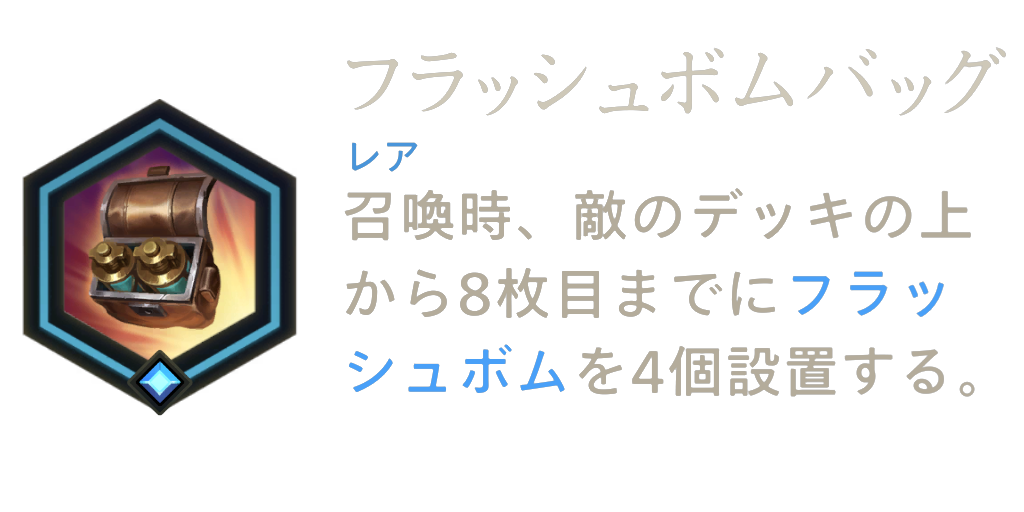 フラッシュボムバッグ
レア
召喚時、敵のデッキの上
から8枚目までにフラッ
シュボムを4個設置する。